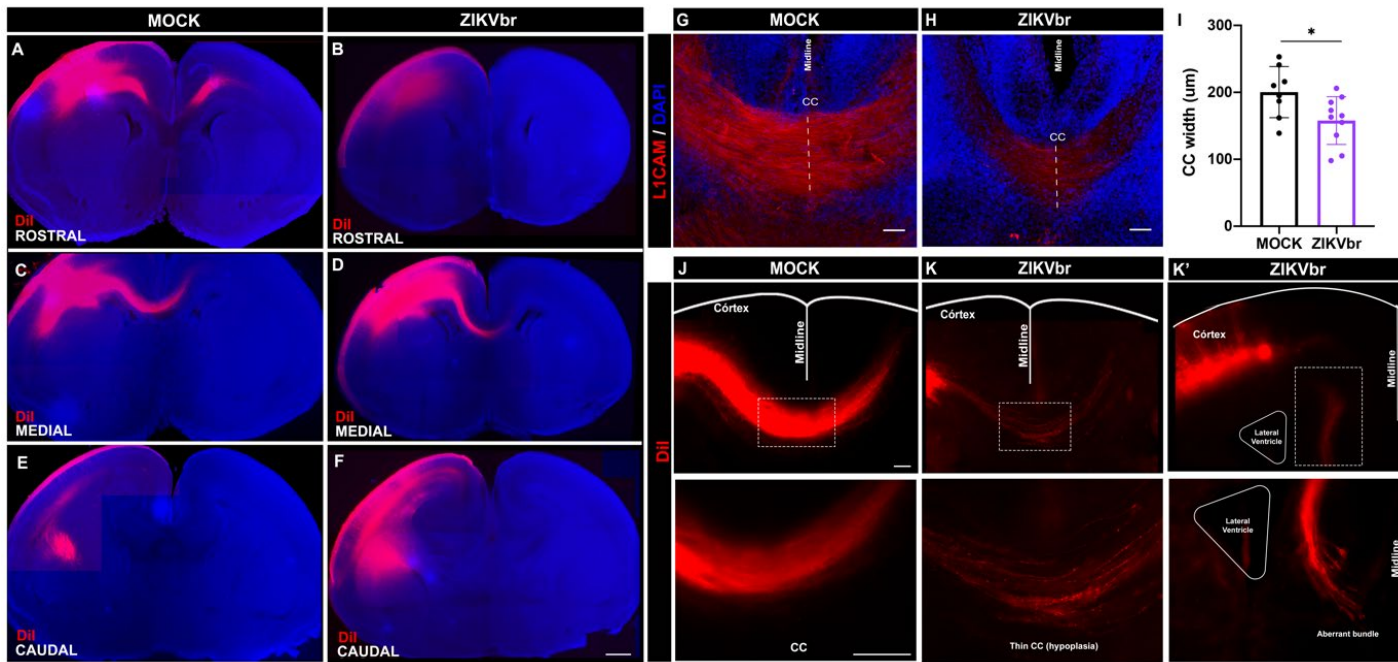 MOCK
ZIKVbr
A
DiI
ROSTRAL
B
DiI
ROSTRAL
C
DiI
MEDIAL
D
DiI
MEDIAL
E
DiI
CAUDAL
F
DiI
CAUDAL
L1CAM / DAPI
G MOCK
Midline
CC
H ZIKVbr
Midline
CC
I
300
200
100
0
CC width (um)
*
MOCK
ZIKVbr
DiI
J MOCK
Córtex
Midline
CC
K ZIKVbr
Córtex
Midline
Thin CC (hypoplasia)
K' ZIKVbr
Córtex
Midline
Lateral
Ventricle
Lateral
Ventricle
Midline
Aberrant bundle